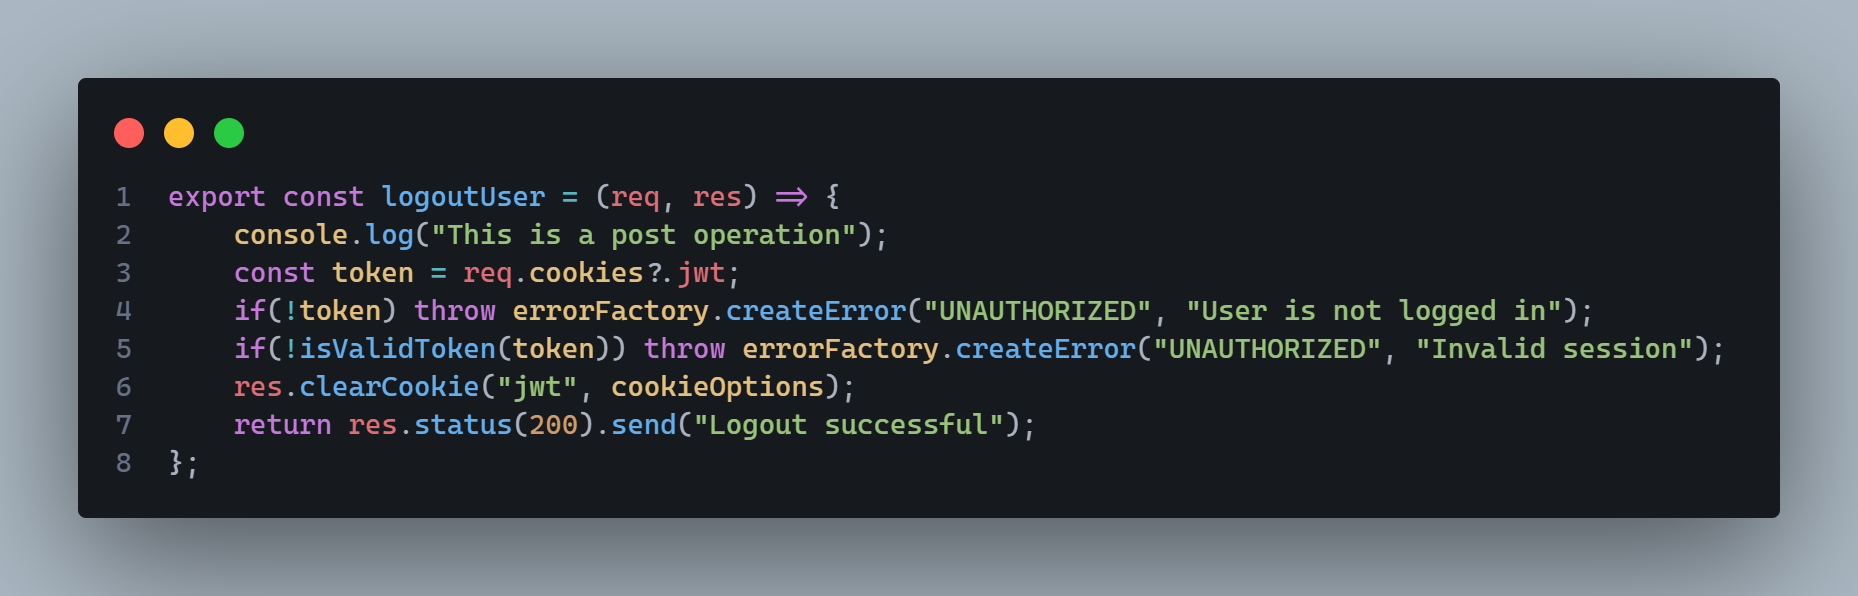 1 export const logoutUser = (req, res) => {
2     console.log("This is a post operation");
3     const token = req.cookies?.jwt;
4     if(!token) throw errorFactory.createError("UNAUTHORIZED", "User is not logged in");
5     if(!isValidToken(token)) throw errorFactory.createError("UNAUTHORIZED", "Invalid session");
6     res.clearCookie("jwt", cookieOptions);
7     return res.status(200).send("Logout successful");
8 };